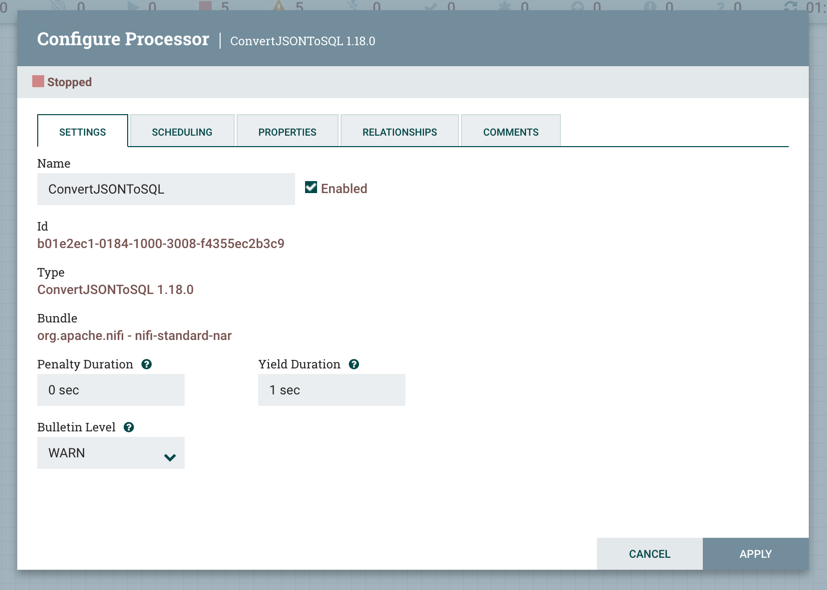 0 0 0 5 5 0 0 0 0 0 0 01:
Configure Processor | ConvertJSONToSQL 1.18.0
Stopped
SETTINGS SCHEDULING PROPERTIES RELATIONSHIPS COMMENTS
Name
ConvertJSONToSQL Enabled
Id
b01e2ec1-0184-1000-3008-f4355ec2b3c9
Type
ConvertJSONToSQL 1.18.0
Bundle
org.apache.nifi - nifi-standard-nar
Penalty Duration ? Yield Duration ?
0 sec 1 sec
Bulletin Level ?
WARN
CANCEL APPLY